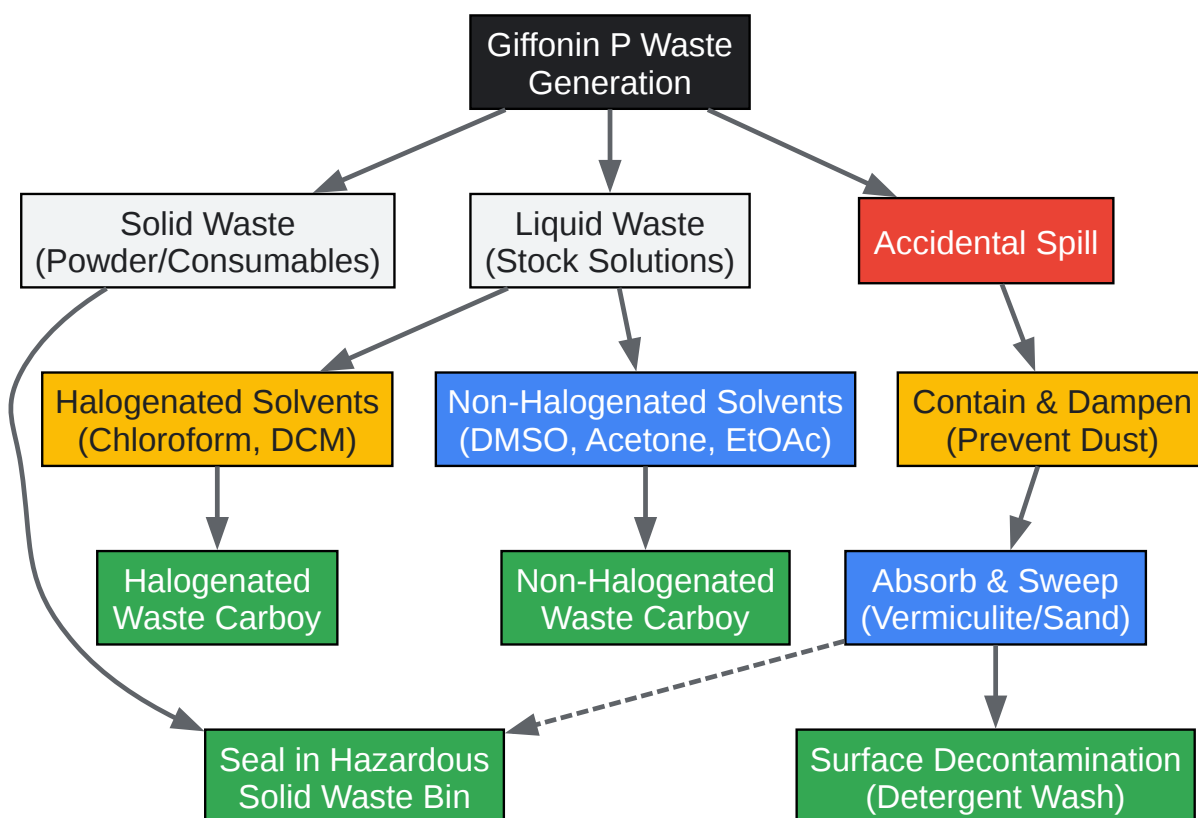 Giffonin P Waste
Generation
Solid Waste
(Powder/Consumables)
Liquid Waste
(Stock Solutions)
Accidental Spill
Halogenated Solvents
(Chloroform, DCM)
Non-Halogenated Solvents
(DMSO, Acetone, EtOAc)
Contain & Dampen
(Prevent Dust)
Halogenated
Waste Carboy
Non-Halogenated
Waste Carboy
Absorb & Sweep
(Vermiculite/Sand)
Seal in Hazardous
Solid Waste Bin
Surface Decontamination
(Detergent Wash)